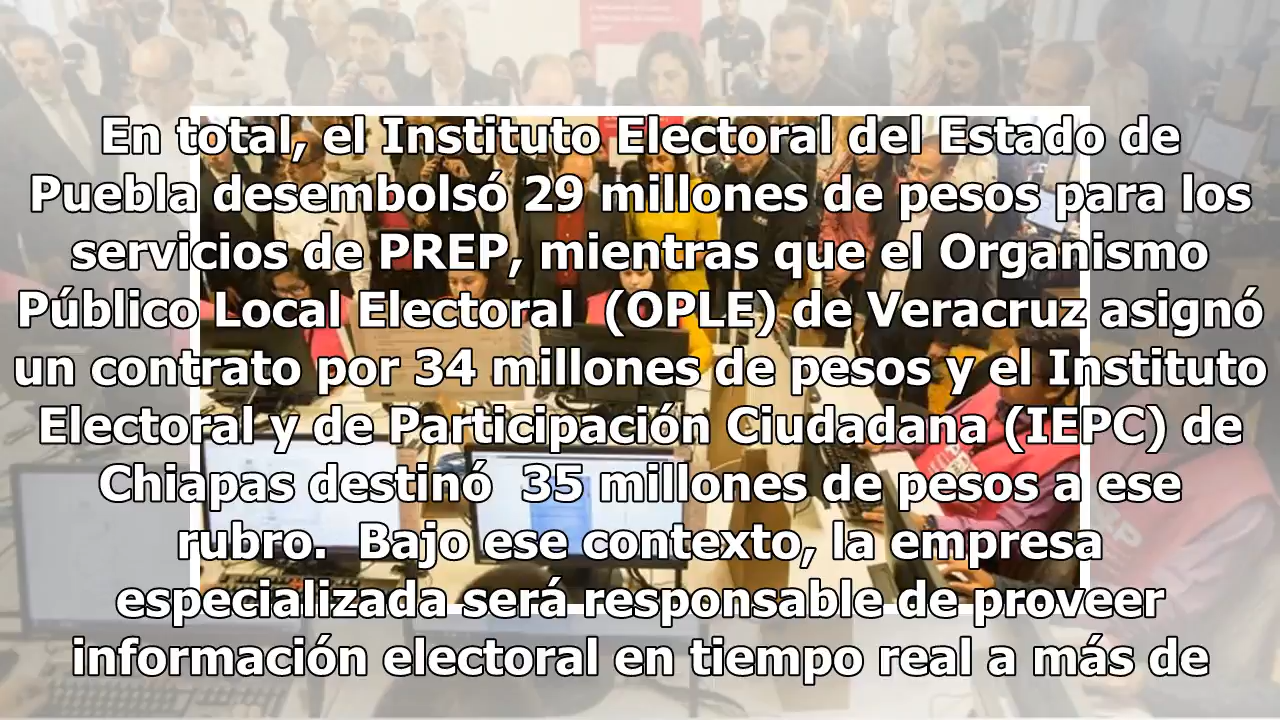 En total, el Instituto Electoral del Estado de
Puebla desembolsó 29 millones de pesos para los
servicios de PREP, mientras que el Organismo
Público Local Electoral  (OPLE) de Veracruz asignó
un contrato por 34 millones de pesos y el Instituto
Electoral y de Participación Ciudadana (IEPC) de
Chiapas destinó  35 millones de pesos a ese
rubro.  Bajo ese contexto, la empresa
especializada será responsable de proveer
información electoral en tiempo real a más de